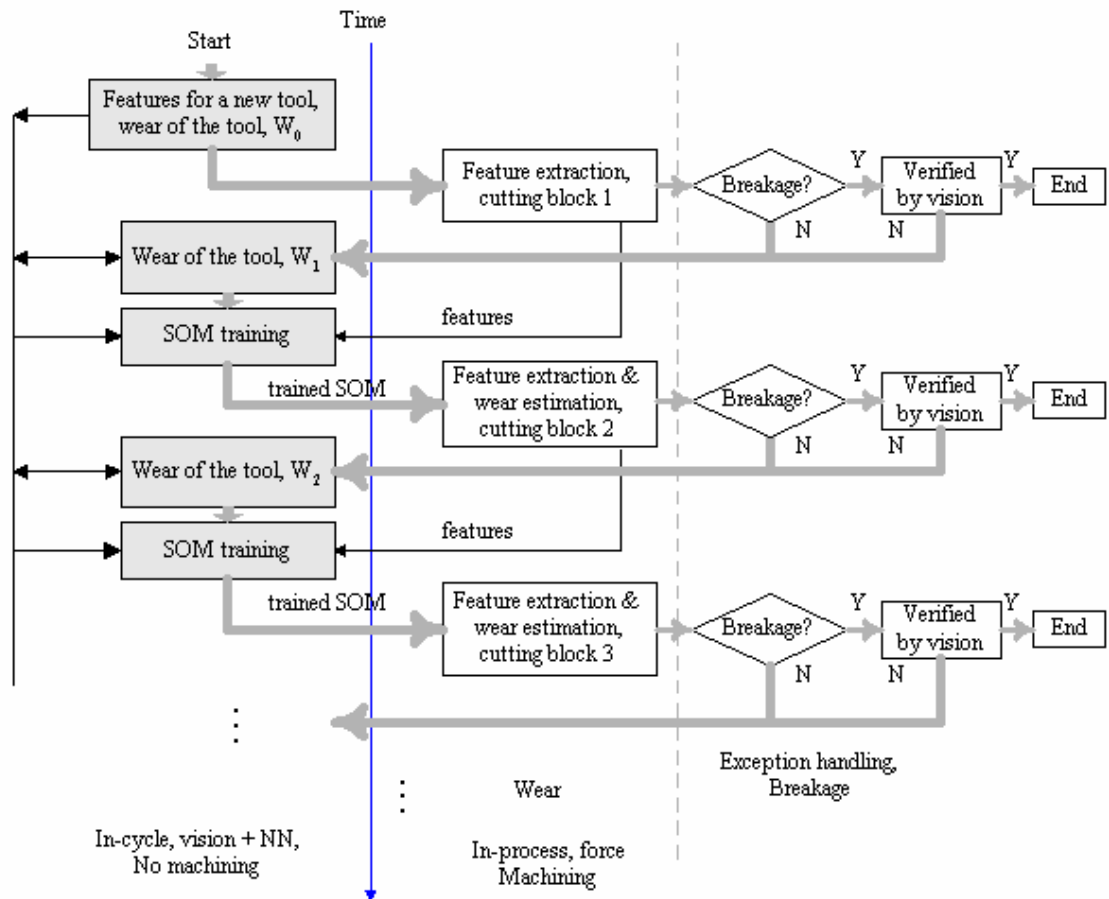 Time
Start
Features for a new tool,
wear of the tool, W0
Feature extraction,
cutting block 1
Breakage?
Y
Verified
by vision
Y
End
N
N
Wear of the tool, W1
SOM training
features
trained SOM
Feature extraction &
wear estimation,
cutting block 2
Breakage?
Y
Verified
by vision
Y
End
N
N
Wear of the tool, W2
SOM training
features
trained SOM
Feature extraction &
wear estimation,
cutting block 3
Breakage?
Y
Verified
by vision
Y
End
N
N
Exception handling,
Breakage
Wear
In-cycle, vision + NN,
No machining
In-process, force
Machining